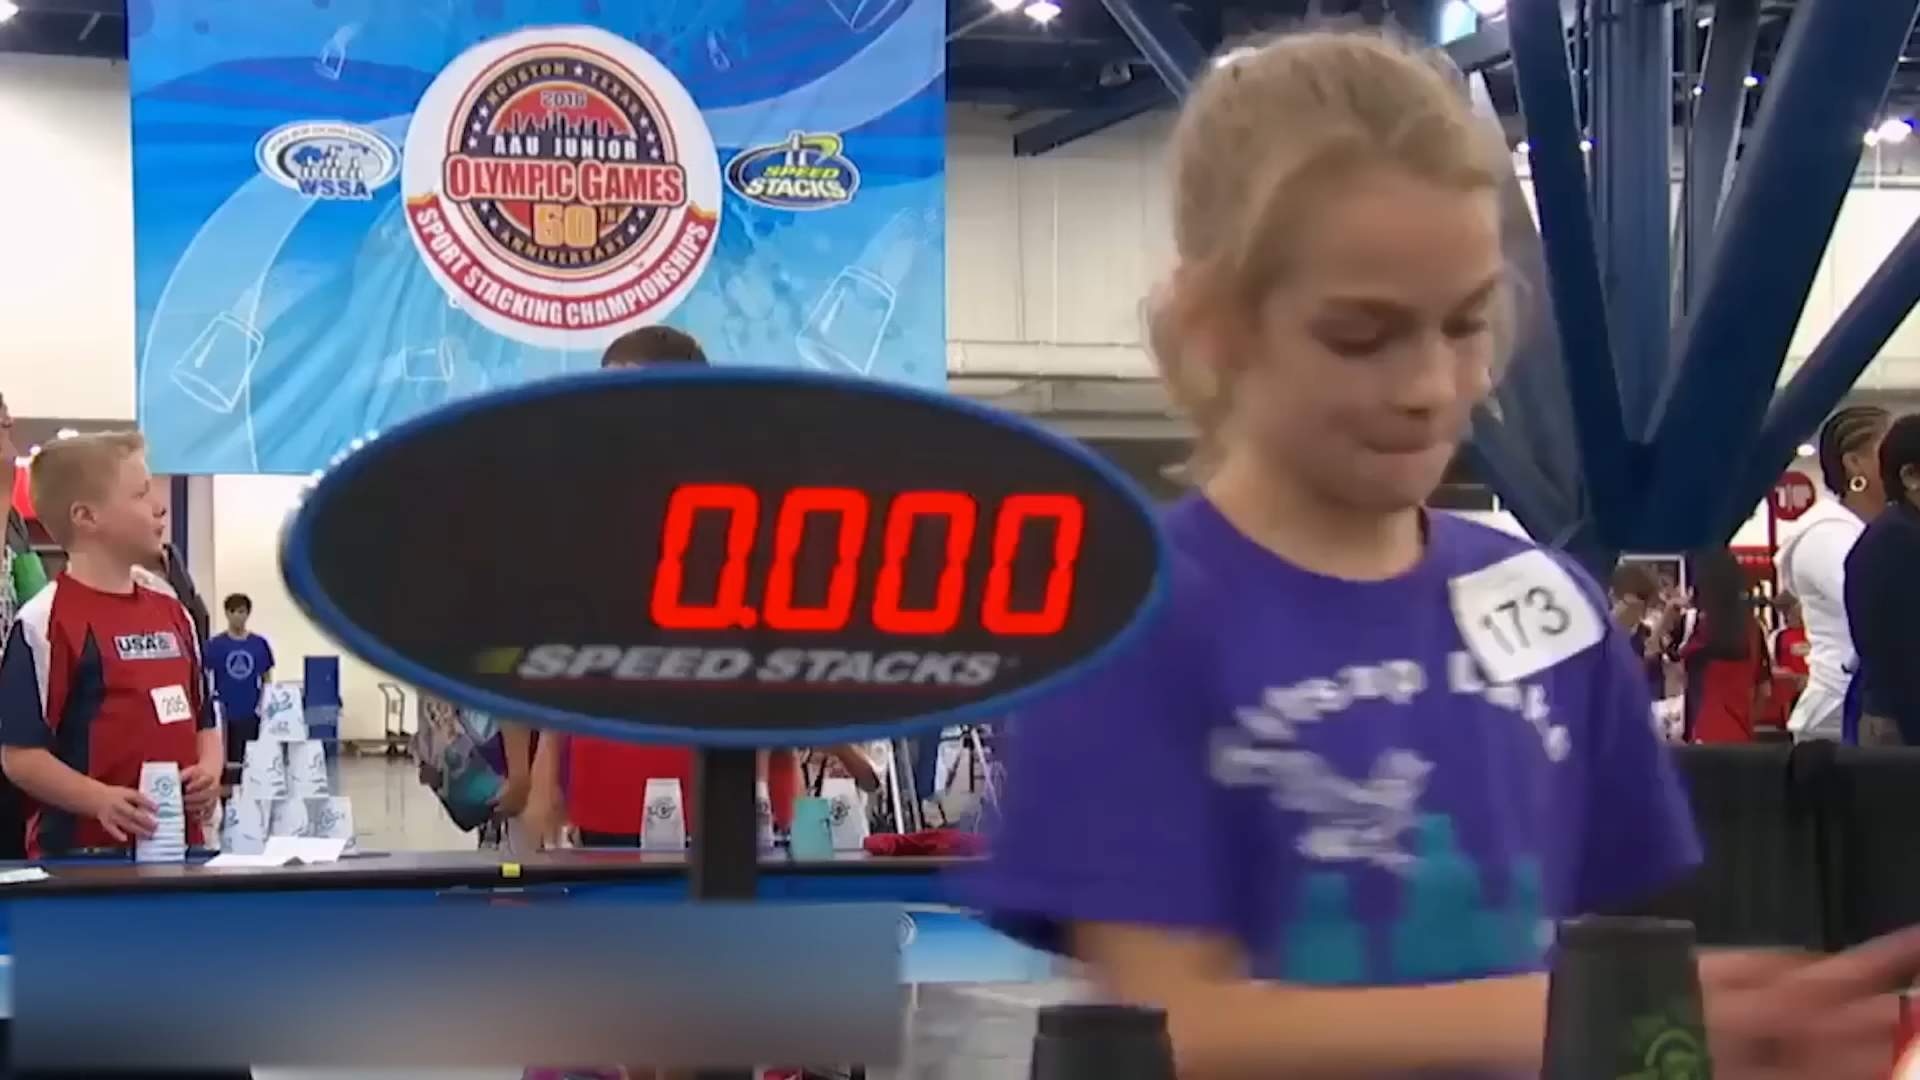 HOUSTON ★ TEXAS
2016
AAU JUNIOR
OLYMPIC GAMES
50TH
ANNIVERSARY
SPORT STACKING CHAMPIONSHIPS
WSSA
SPEED
STACKS
0.000
SPEED STACKS
173
USA
205